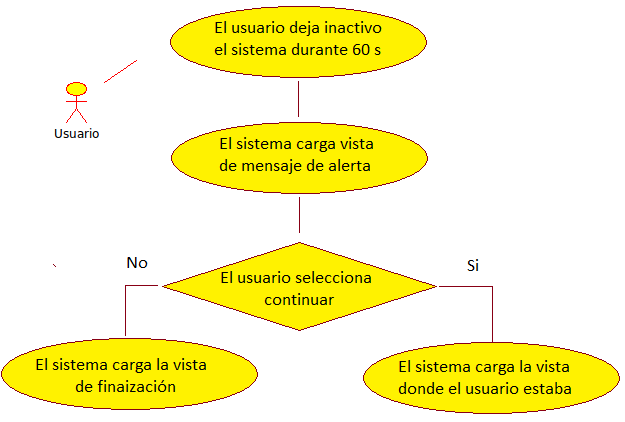 El usuario deja inactivo
el sistema durante 60 s
Usuario
El sistema carga vista
de mensaje de alerta
No
Si
El usuario selecciona
continuar
El sistema carga la vista
de finaización
El sistema carga la vista
donde el usuario estaba